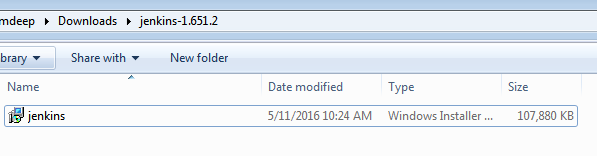 mdeep ▸ Downloads ▸ jenkins-1.651.2
ibrary ▾ Share with ▾ New folder
Name Date modified Type Size
jenkins 5/11/2016 10:24 AM Windows Installer ... 107,880 KB